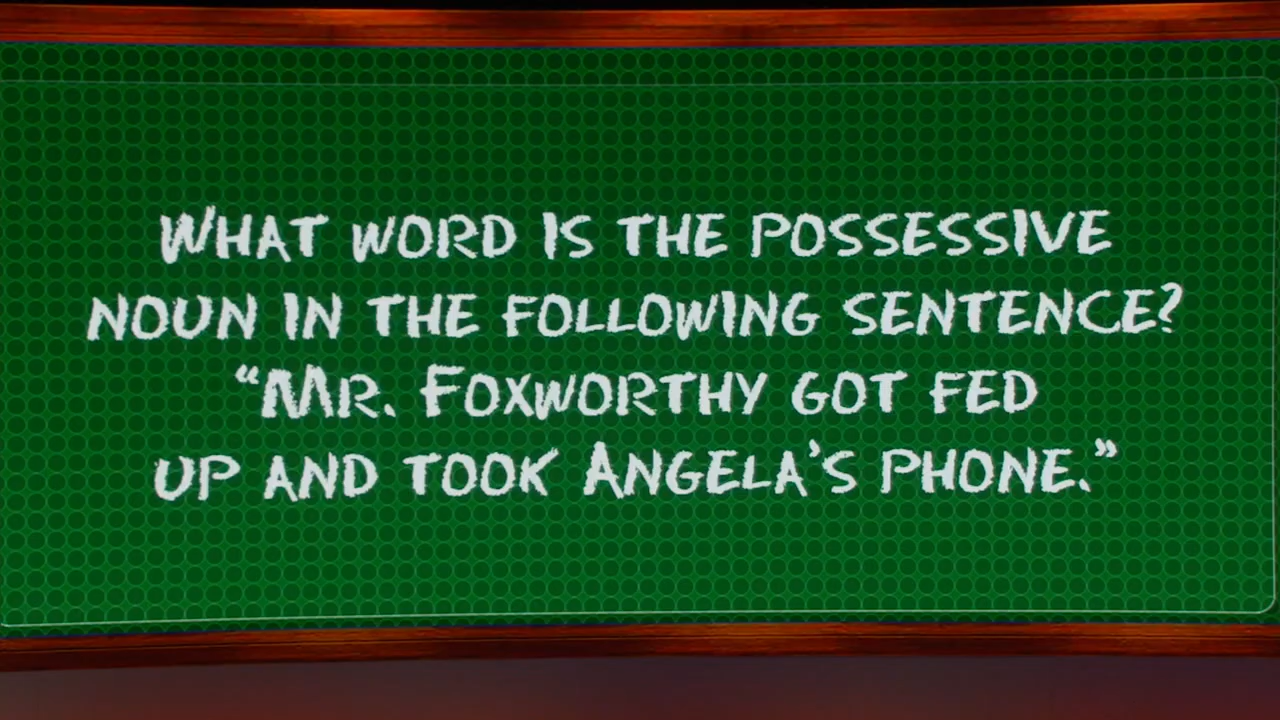 What word is the possessive
noun in the following sentence?
“Mr. Foxworthy got fed
up and took Angela’s phone.”